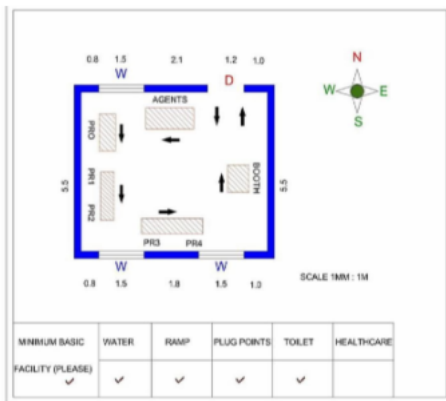 0.8 1.5 2.1 1.2 1.0
W D
N
W E
S
AGENTS
PRO
5.5
5.5
PR1
BOOTH
PR2
PR3 PR4
W W
0.8 1.5 1.8 1.5 1.0
SCALE 1MM : 1M
MINIMUM BASIC WATER RAMP PLUG POINTS TOILET HEALTHCARE
FACILITY (PLEASE)